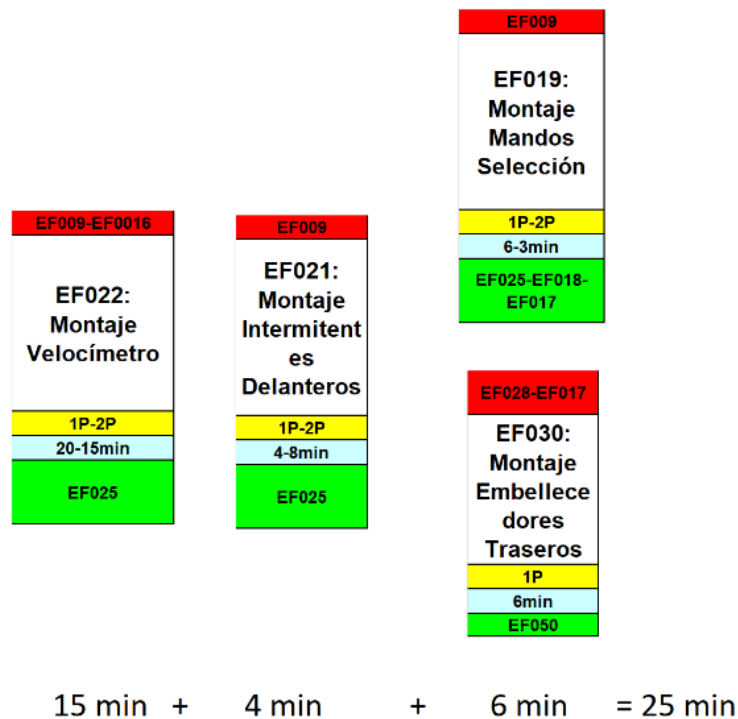 EF009-EF0016
EF022:
Montaje
Velocímetro
1P-2P
20-15min
EF025
EF009
EF021:
Montaje
Intermitent
es
Delanteros
1P-2P
4-8min
EF025
EF009
EF019:
Montaje
Mandos
Selección
1P-2P
6-3min
EF025-EF018-
EF017
EF028-EF017
EF030:
Montaje
Embellece
dores
Traseros
1P
6min
EF050
15 min + 4 min + 6 min = 25 min